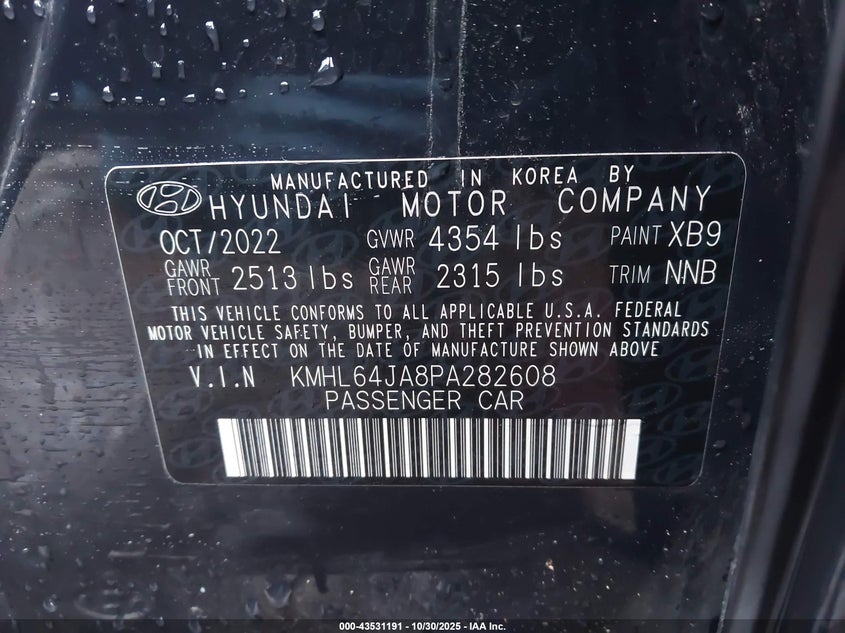 MANUFACTURED IN KOREA BY
HYUNDAI MOTOR COMPANY
OCT/2022 GVWR 4354 lbs PAINT XB9
GAWR FRONT 2513 lbs GAWR REAR 2315 lbs TRIM NNB
THIS VEHICLE CONFORMS TO ALL APPLICABLE U.S.A. FEDERAL
MOTOR VEHICLE SAFETY, BUMPER, AND THEFT PREVENTION STANDARDS
IN EFFECT ON THE DATE OF MANUFACTURE SHOWN ABOVE
V.I.N KMHL64JA8PA282608
PASSENGER CAR
000-43531191 - 10/30/2025 - IAA Inc.